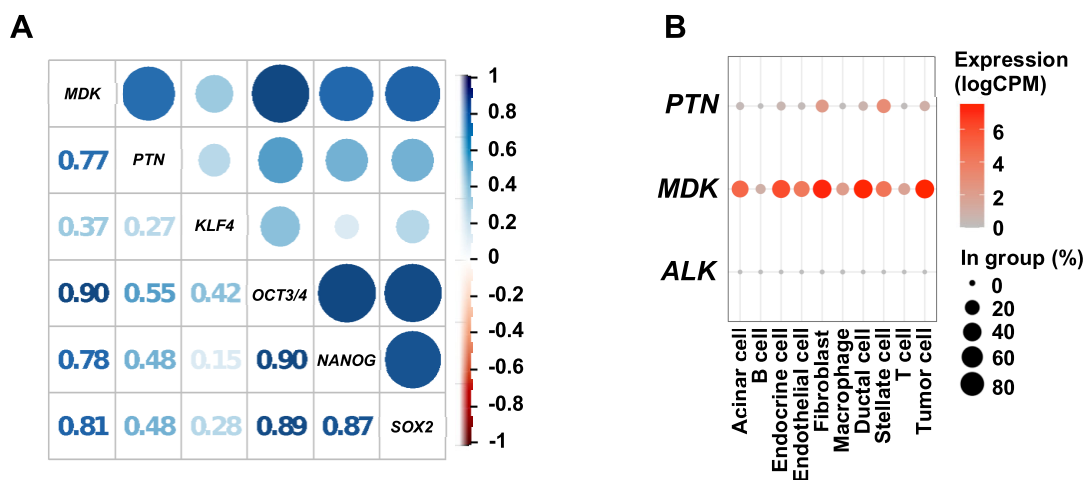 A
MDK
0.77 PTN
0.37 0.27 KLF4
0.90 0.55 0.42 OCT3/4
0.78 0.48 0.15 0.90 NANOG
0.81 0.48 0.28 0.89 0.87 SOX2
1
0.8
0.6
0.4
0.2
0
-0.2
-0.4
-0.6
-0.8
-1
B
PTN
MDK
ALK
Acinar cell
B cell
Endocrine cell
Endothelial cell
Fibroblast
Macrophage
Ductal cell
Stellate cell
T cell
Tumor cell
Expression
(logCPM)
6
4
2
0
In group (%)
0
20
40
60
80